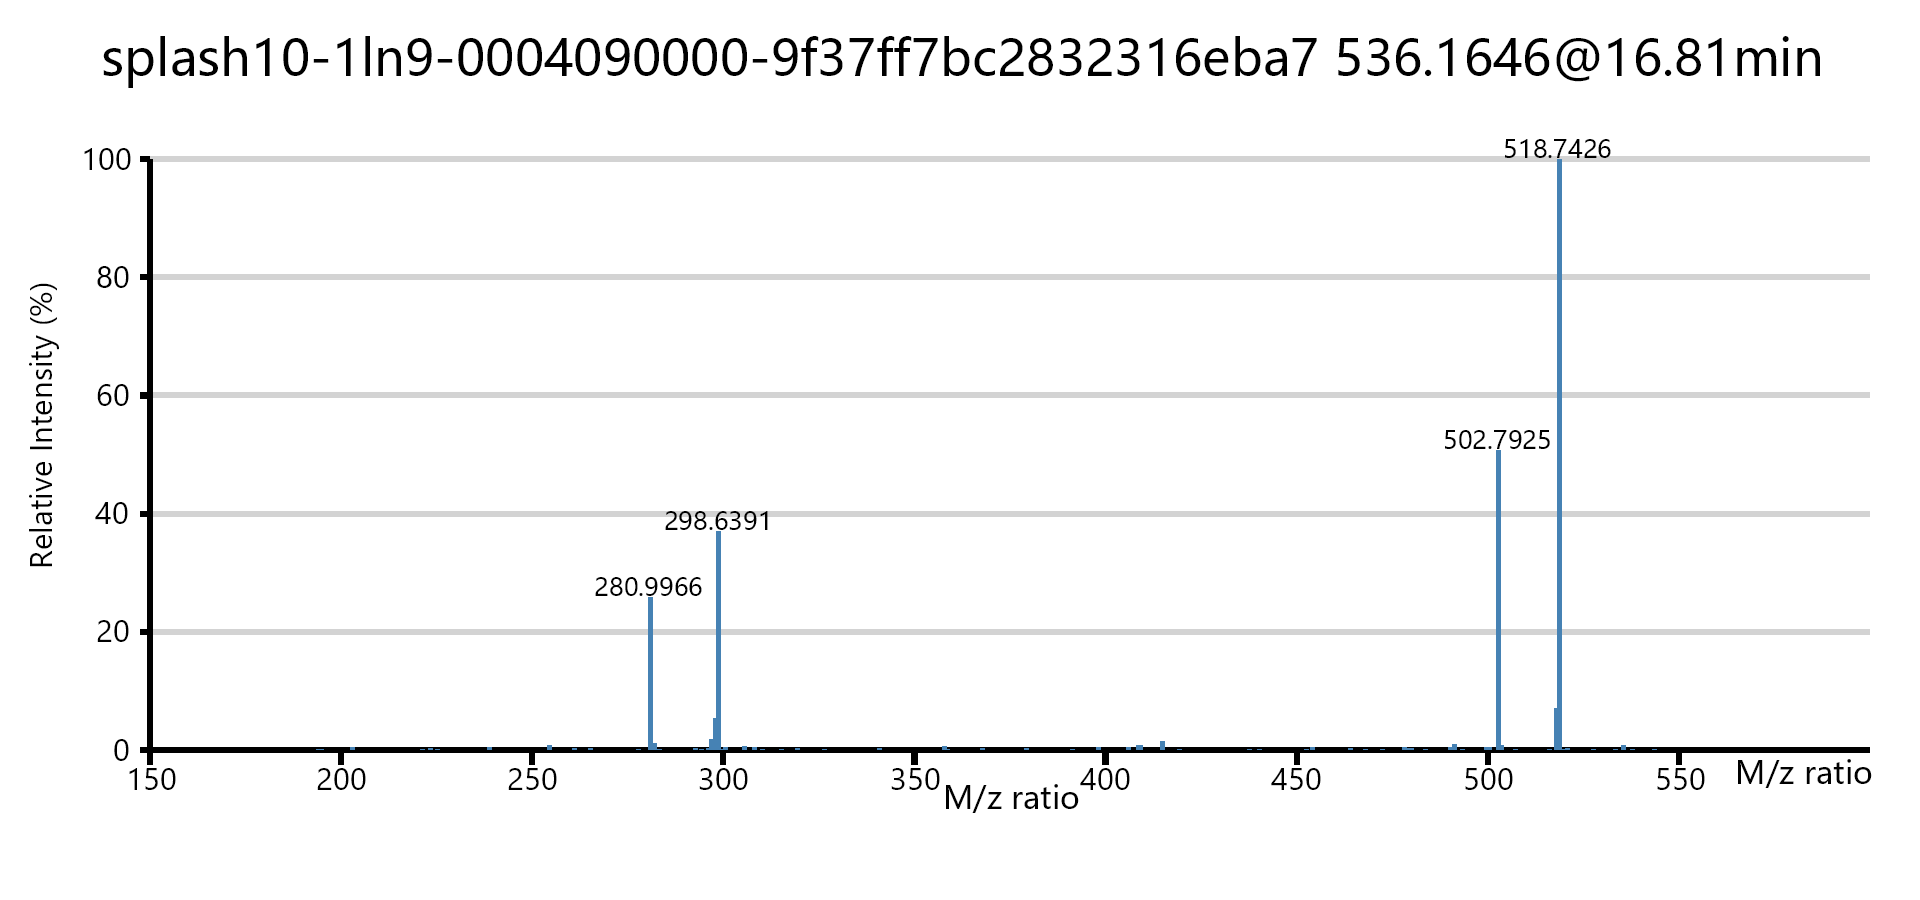 splash10-1ln9-0004090000-9f37ff7bc2832316eba7 536.1646@16.81min
518.7426
502.7925
298.6391
280.9966
100
80
60
40
20
0
Relative Intensity (%)
150 200 250 300 350 400 450 500 550
M/z ratio
M/z ratio